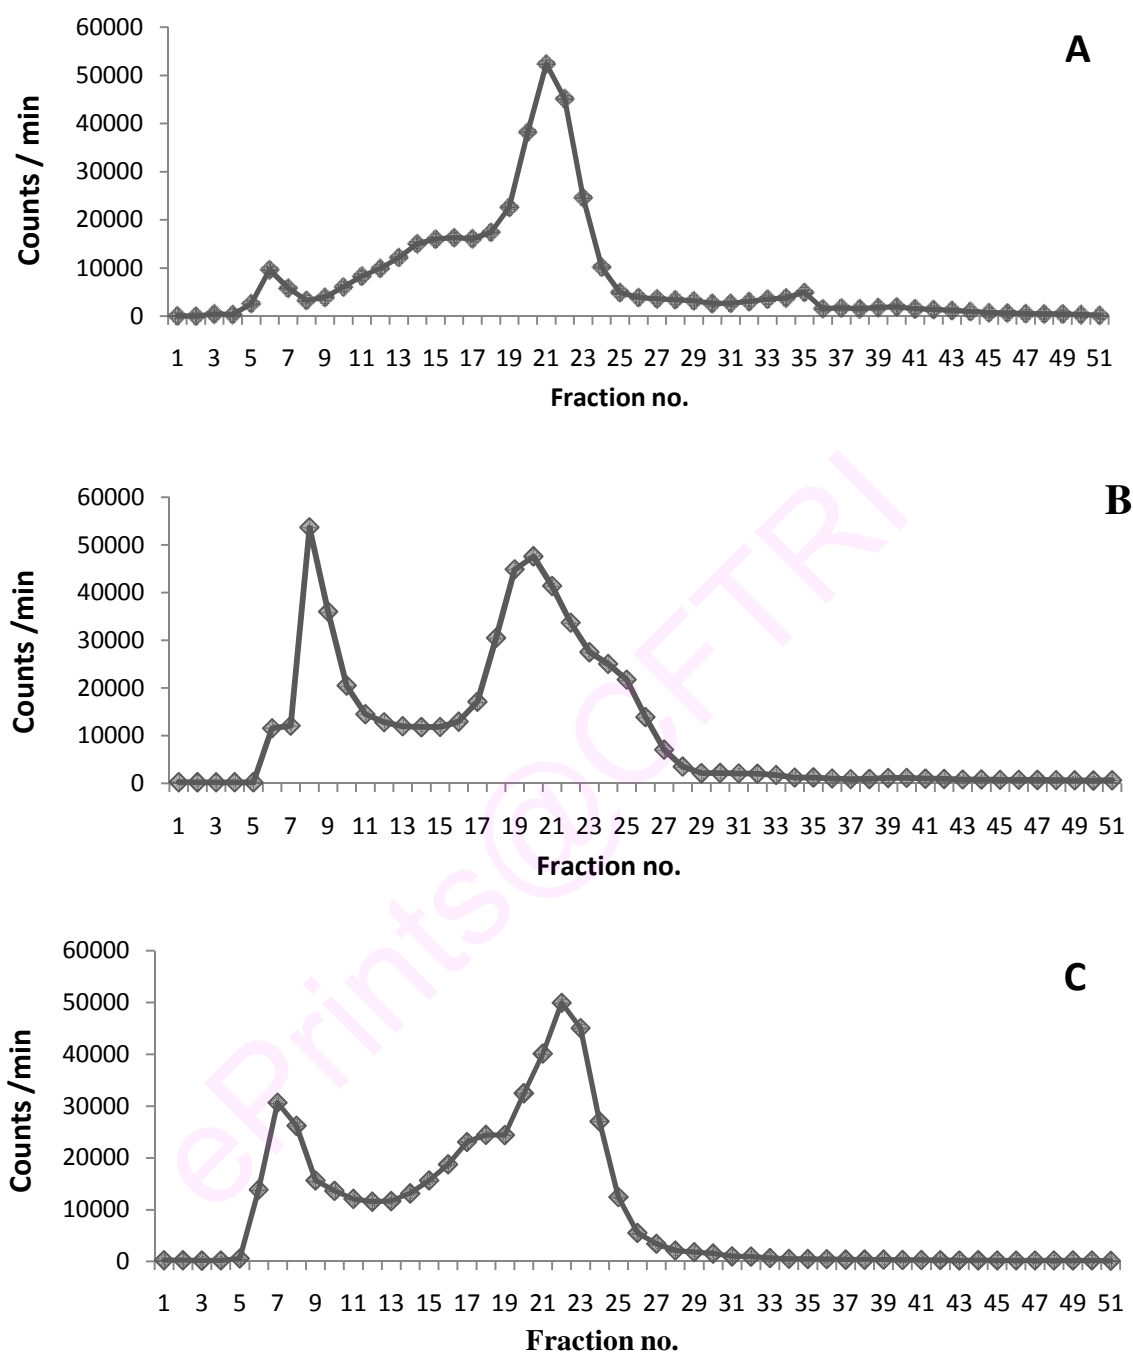 A
60000
50000
40000
30000
20000
10000
0
Counts / min
1 3 5 7 9 11 13 15 17 19 21 23 25 27 29 31 33 35 37 39 41 43 45 47 49 51
Fraction no.
B
60000
50000
40000
30000
20000
10000
0
Counts /min
1 3 5 7 9 11 13 15 17 19 21 23 25 27 29 31 33 35 37 39 41 43 45 47 49 51
Fraction no.
C
60000
50000
40000
30000
20000
10000
0
Counts /min
1 3 5 7 9 11 13 15 17 19 21 23 25 27 29 31 33 35 37 39 41 43 45 47 49 51
Fraction no.
ePrints@CFTRI